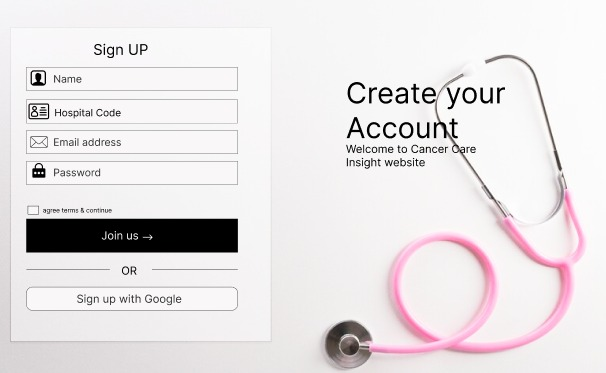 Sign UP
Name
Hospital Code
Email address
Password
agree terms & continue
Join us →
OR
Sign up with Google
Create your
Account
Welcome to Cancer Care
Insight website